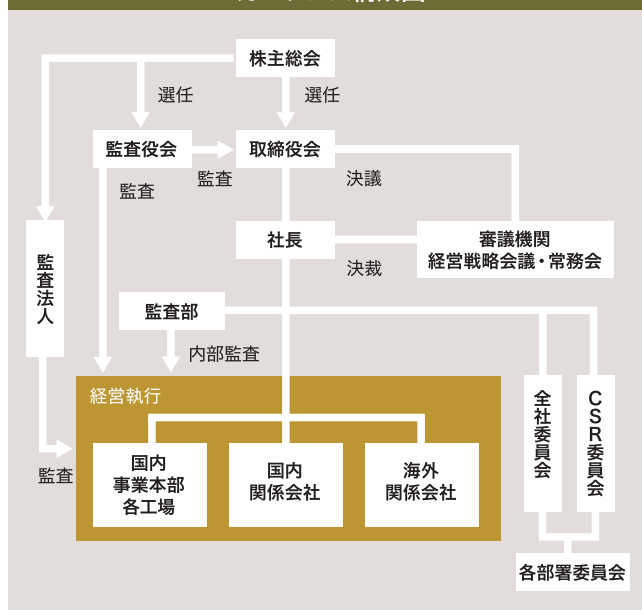 株主総会
選任
選任
監査役会
取締役会
監査
監査
決議
社長
審議機関
経営戦略会議・常務会
決裁
監査法人
監査部
内部監査
経営執行
全社委員会
CSR委員会
国内
事業本部
各工場
国内
関係会社
海外
関係会社
監査
各部署委員会